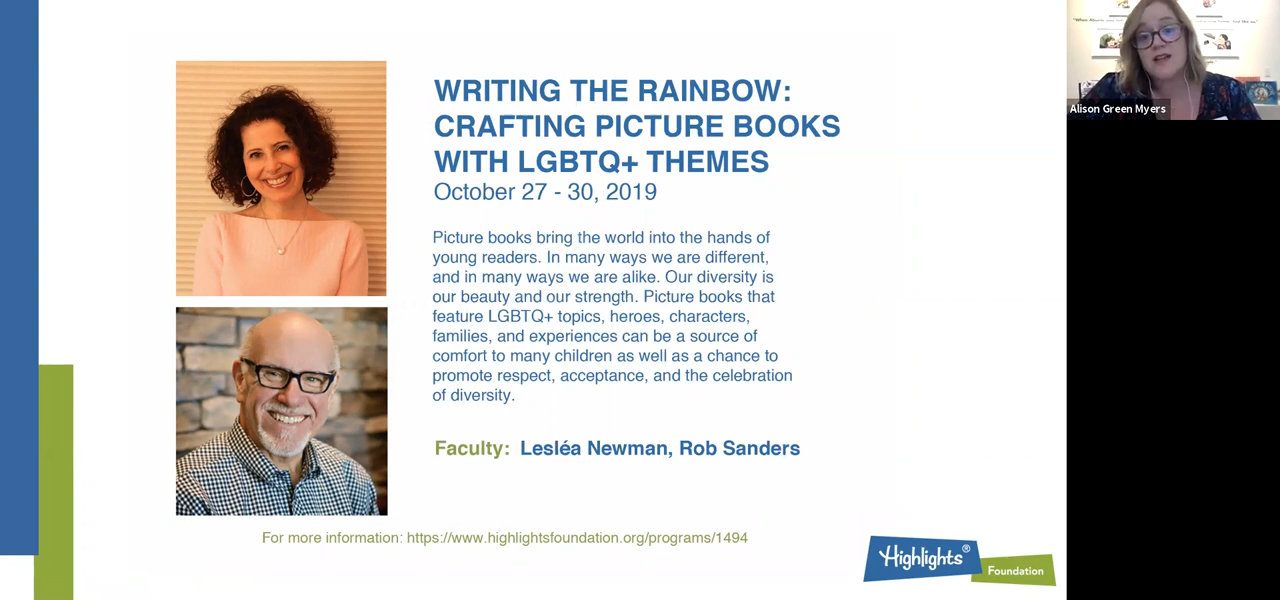 WRITING THE RAINBOW:
CRAFTING PICTURE BOOKS
WITH LGBTQ+ THEMES
October 27 - 30, 2019
Picture books bring the world into the hands of
young readers. In many ways we are different,
and in many ways we are alike. Our diversity is
our beauty and our strength. Picture books that
feature LGBTQ+ topics, heroes, characters,
families, and experiences can be a source of
comfort to many children as well as a chance to
promote respect, acceptance, and the celebration
of diversity.
Faculty: Lesléa Newman, Rob Sanders
For more information: https://www.highlightsfoundation.org/programs/1494
Highlights®
Foundation
Alison Green Myers